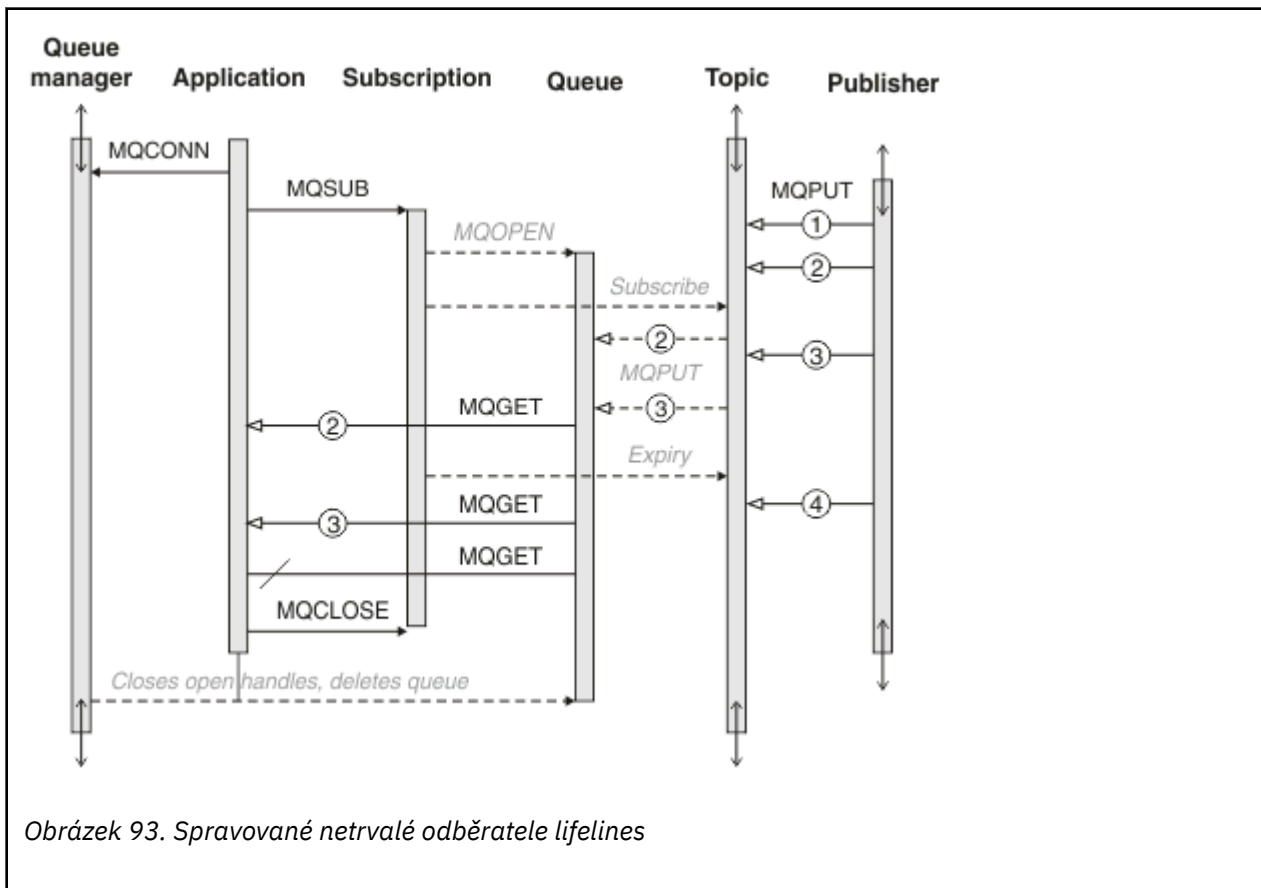 Queue manager
Application
Subscription
Queue
Topic
Publisher
MQCONN
MQSUB
MQPUT
1
MQOPEN
2
Subscribe
2
3
MQPUT
MQGET
3
2
Expiry
MQGET
4
3
MQGET
MQCLOSE
Closes open handles, deletes queue
Obrázek 93. Spravované netrvalé odběratele lifelines